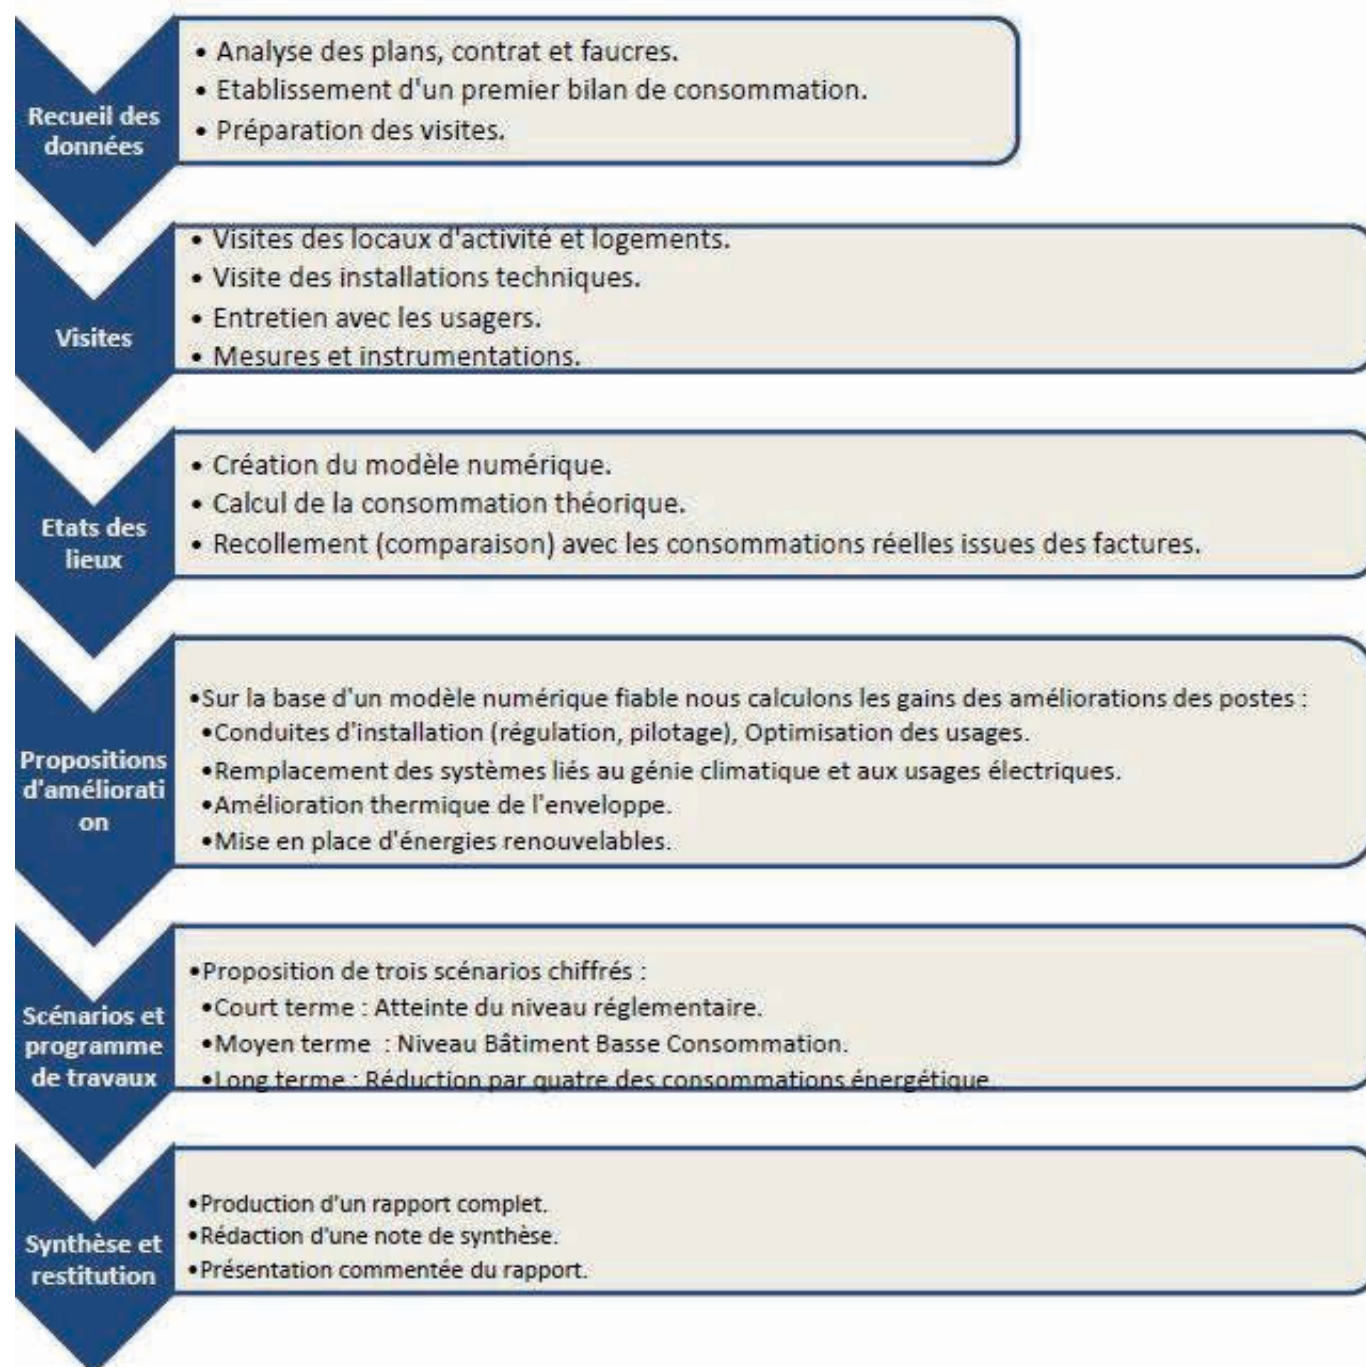 Recueil des
données
• Analyse des plans, contrat et faucres.
• Etablissement d'un premier bilan de consommation.
• Préparation des visites.
Visites
• Visites des locaux d'activité et logements.
• Visite des installations techniques.
• Entretien avec les usagers.
• Mesures et instrumentations.
Etats des
lieux
• Création du modèle numérique.
• Calcul de la consommation théorique.
• Recollement (comparaison) avec les consommations réelles issues des factures.
Propositions
d'améliorati
on
•Sur la base d'un modèle numérique fiable nous calculons les gains des améliorations des postes :
•Conduites d'installation (régulation, pilotage), Optimisation des usages.
•Remplacement des systèmes liés au génie climatique et aux usages électriques.
•Amélioration thermique de l'enveloppe.
•Mise en place d'énergies renouvelables.
Scénarios et
programme
de travaux
•Proposition de trois scénarios chiffrés :
•Court terme : Atteinte du niveau réglementaire.
•Moyen terme : Niveau Bâtiment Basse Consommation.
•Long terme : Réduction par quatre des consommations énergétique.
Synthèse et
restitution
•Production d'un rapport complet.
•Rédaction d'une note de synthèse.
•Présentation commentée du rapport.